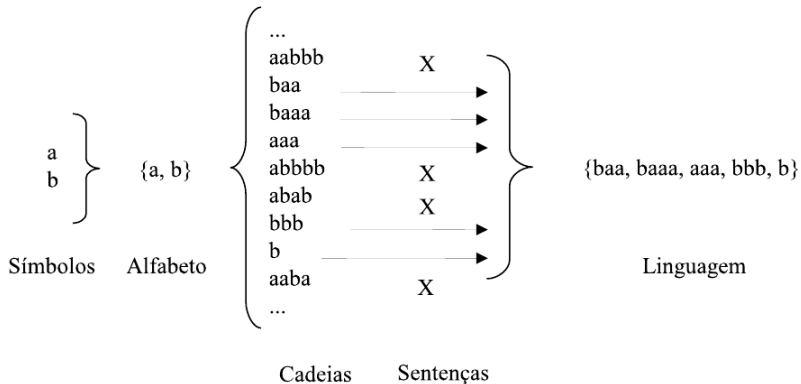 a
b
Símbolos
{a, b}
Alfabeto
...
aabbb
baa
baaa
aaa
abbbb
abab
bbb
b
aaba
...
Cadeias
X
X
X
X
Sentenças
{baa, baaa, aaa, bbb, b}
Linguagem